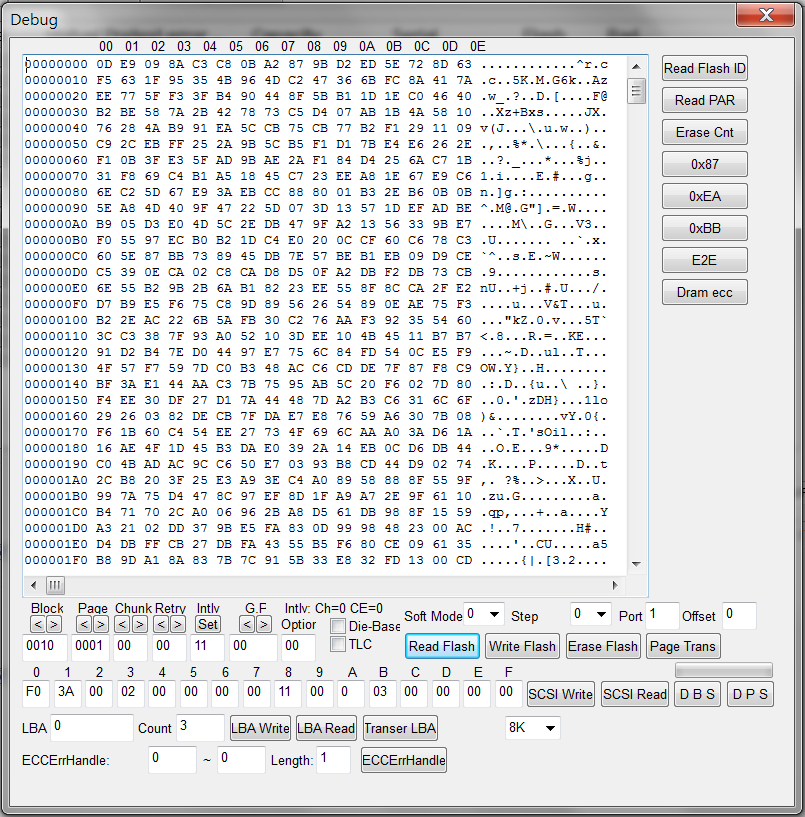 Debug
00 01 02 03 04 05 06 07 08 09 0A 0B 0C 0D 0E
00000000 0D E9 09 8A C3 C8 0B A2 87 9B D2 ED 5E 72 8D 63 ............^r.c
00000010 F5 63 1F 95 35 4B 96 4D C2 47 36 6B FC 8A 41 7A .c..5K.M.G6k..Az
00000020 EE 77 5F F3 3F B4 90 44 8F 5B B1 1D 1E C0 46 40 .w_.?..D.[....F@
00000030 B2 BE 58 7A 2B 42 78 73 C5 D4 07 AB 1B 4A 58 10 ..Xz+Bxs.....JX.
00000040 76 28 4A B9 91 EA 5C CB 75 CB 77 B2 F1 29 11 09 v(J...\.u.w..)..
00000050 C9 2C EB FF 25 2A 9B 5C B5 F1 D1 7B E4 E6 26 2E .,..%*.\...{..&.
00000060 F1 0B 3F E3 5F AD 9B AE 2A F1 84 D4 25 6A C7 1B ..?._...*...%j..
00000070 31 F8 69 C4 B1 A5 18 45 C7 23 EE A8 1E 67 E9 C6 1.i....E.#...g..
00000080 6E C2 5D 67 E9 3A EB CC 88 80 01 B3 2E B6 0B 0B n.]g.:..........
00000090 5E A8 4D 40 9F 47 22 5D 07 3D 13 57 1D EF AD BE ^.M@.G"].=.W....
000000A0 B9 05 D3 E0 4D 5C 2E DB 47 9F A2 13 56 33 9B E7 ....M\..G...V3..
000000B0 F0 55 97 EC B0 B2 1D C4 E0 20 0C CF 60 C6 78 C3 .U....... ..`.x.
000000C0 60 5E 87 BB 73 89 45 DB 7E 57 BE B1 EB 09 D9 CE `^..s.E.~W......
000000D0 C5 39 0E CA 02 C8 CA D8 D5 0F A2 DB F2 DB 73 CB .9............s.
000000E0 6E 55 B2 9B 2B 6A B1 82 23 EE 55 8F 8C CA 2F E2 nU..+j..#.U.../.
000000F0 D7 B9 E5 F6 75 C8 9D 89 56 26 54 89 0E AE 75 F3 ....u...V&T...u.
00000100 B2 2E AC 22 6B 5A FB 30 C2 76 AA F3 92 35 54 60 ..."kZ.0.v...5T`
00000110 3C C3 38 7F 93 A0 52 10 3D EE 10 4B 45 11 B7 B7 <.8...R.=..KE...
00000120 91 D2 B4 7E D0 44 97 E7 75 6C 84 FD 54 0C E5 F9 ...~.D..ul..T...
00000130 4F 57 F7 59 7D C0 B3 48 AC C6 CD DE 7F 87 F8 C9 OW.Y}..H........
00000140 BF 3A E1 44 AA C3 7B 75 95 AB 5C 20 F6 02 7D 80 .:.D..{u..\ ..}.
00000150 F4 EE 30 DF 27 D1 7A 44 48 7D A2 B3 C6 31 6C 6F ..0.'.zDH}...1lo
00000160 29 26 03 82 DE CB 7F DA E7 E8 76 59 A6 30 7B 08 )&........vY.0{.
00000170 F6 1B 60 C4 54 EE 27 73 4F 69 6C AA A0 3A D6 1A ..`.T.'sOil..:..
00000180 16 AE 4F 1D 45 B3 DA E0 39 2A 14 EB 0C D6 DB 44 ..O.E...9*.....D
00000190 C0 4B AD AC 9C C6 50 E7 03 93 B8 CD 44 D9 02 74 .K....P.....D..t
000001A0 2C B8 20 3F 25 E3 A9 3E C4 A0 89 58 88 8F 55 9F ,. ?%..>...X..U.
000001B0 99 7A 75 D4 47 8C 97 EF 8D 1F A9 A7 2E 9F 61 10 .zu.G.........a.
000001C0 B4 71 70 2C A0 06 96 2B A8 D5 61 DB 98 8F 15 59 .qp,...+..a....Y
000001D0 A3 21 02 DD 37 9B E5 FA 83 0D 99 98 48 23 00 AC .!..7.......H#..
000001E0 D4 DB FF CB 27 DB FA 43 55 B5 F6 80 CE 09 61 35 ....'..CU.....a5
000001F0 B8 9D A1 8A 83 7B 7C 91 5B 33 E8 32 FD 13 00 CD .....{|.[3.2....
Read Flash ID
Read PAR
Erase Cnt
0x87
0xEA
0xBB
E2E
Dram ecc
Block Page Chunk Retry Intlv G.F Intlv: Ch=0 CE=0
< > < > < > < > Set < > Optior Die-Base
Soft Mode 0 Step 0 Port 1 Offset 0
0010 0001 00 00 11 00 00 TLC
Read Flash Write Flash Erase Flash Page Trans
0 1 2 3 4 5 6 7 8 9 A B C D E F
F0 3A 00 02 00 00 00 00 11 00 0 03 00 00 00 00 SCSI Write SCSI Read D B S D P S
LBA 0 Count 3 LBA Write LBA Read Transer LBA 8K
ECCErrHandle: 0 ~ 0 Length: 1 ECCErrHandle